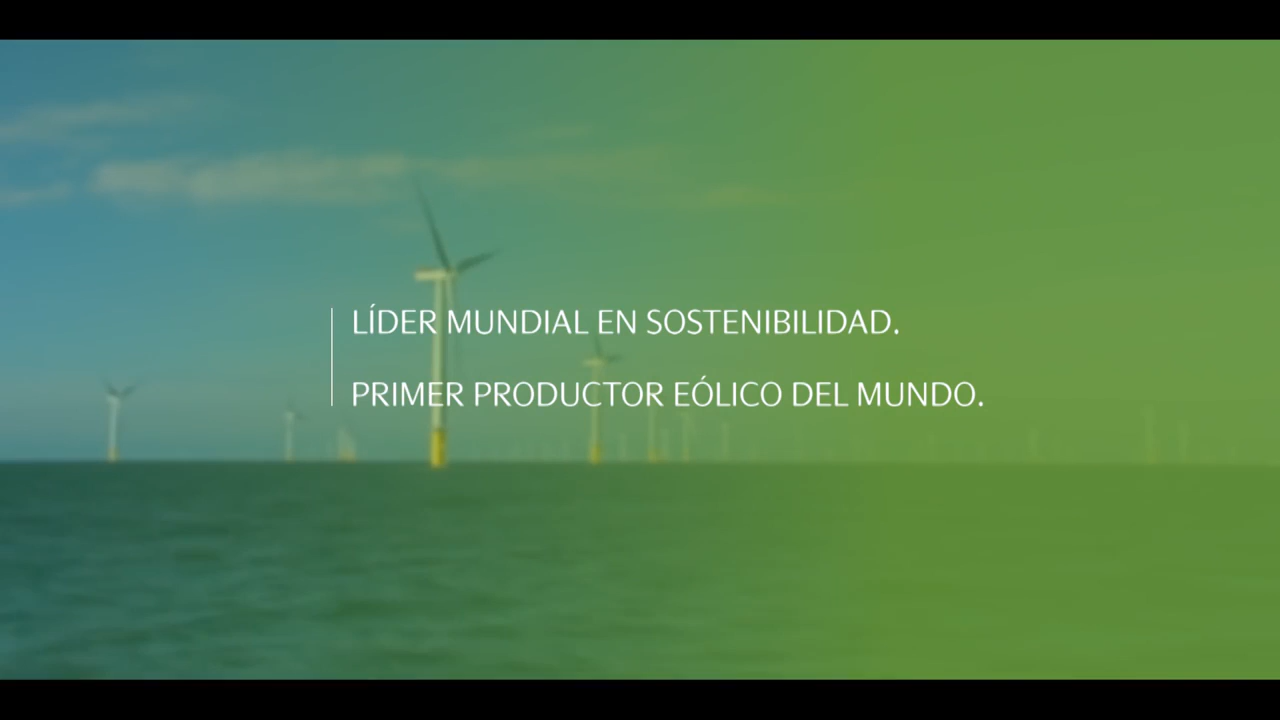 LÍDER MUNDIAL EN SOSTENIBILIDAD.
PRIMER PRODUCTOR EÓLICO DEL MUNDO.